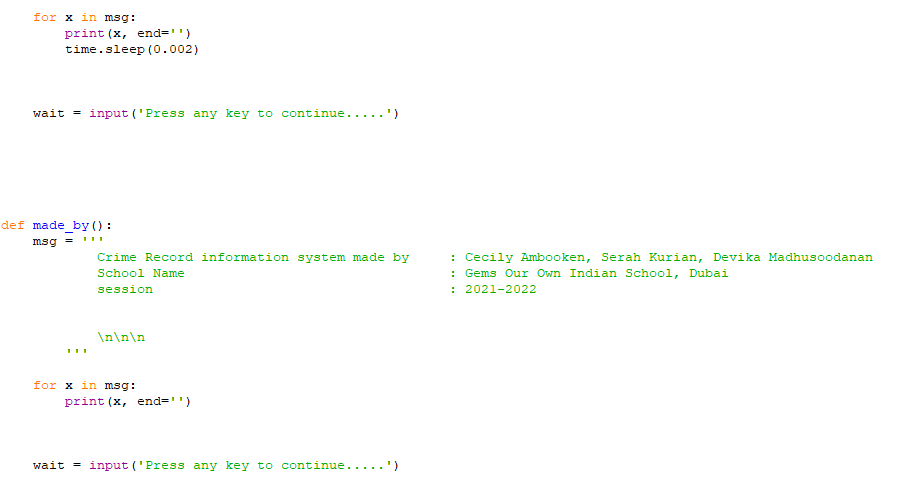 for x in msg:
        print(x, end='')
        time.sleep(0.002)
    wait = input('Press any key to continue.....')
def made_by():
    msg = '''
            Crime Record information system made by     : Cecily Ambooken, Serah Kurian, Devika Madhusoodanan
            School Name                                 : Gems Our Own Indian School, Dubai
            session                                     : 2021-2022
            \n\n\n
        '''
    for x in msg:
        print(x, end='')
    wait = input('Press any key to continue.....')